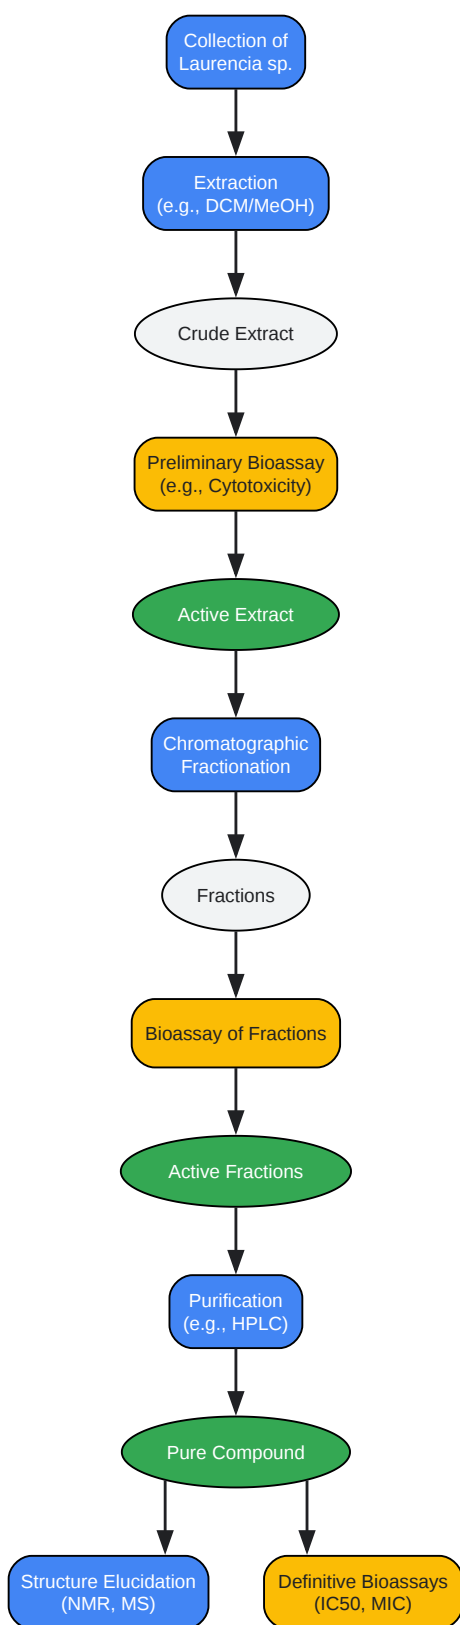 Collection of
Laurencia sp.
Extraction
(e.g., DCM/MeOH)
Crude Extract
Preliminary Bioassay
(e.g., Cytotoxicity)
Active Extract
Chromatographic
Fractionation
Fractions
Bioassay of Fractions
Active Fractions
Purification
(e.g., HPLC)
Pure Compound
Structure Elucidation
(NMR, MS)
Definitive Bioassays
(IC50, MIC)